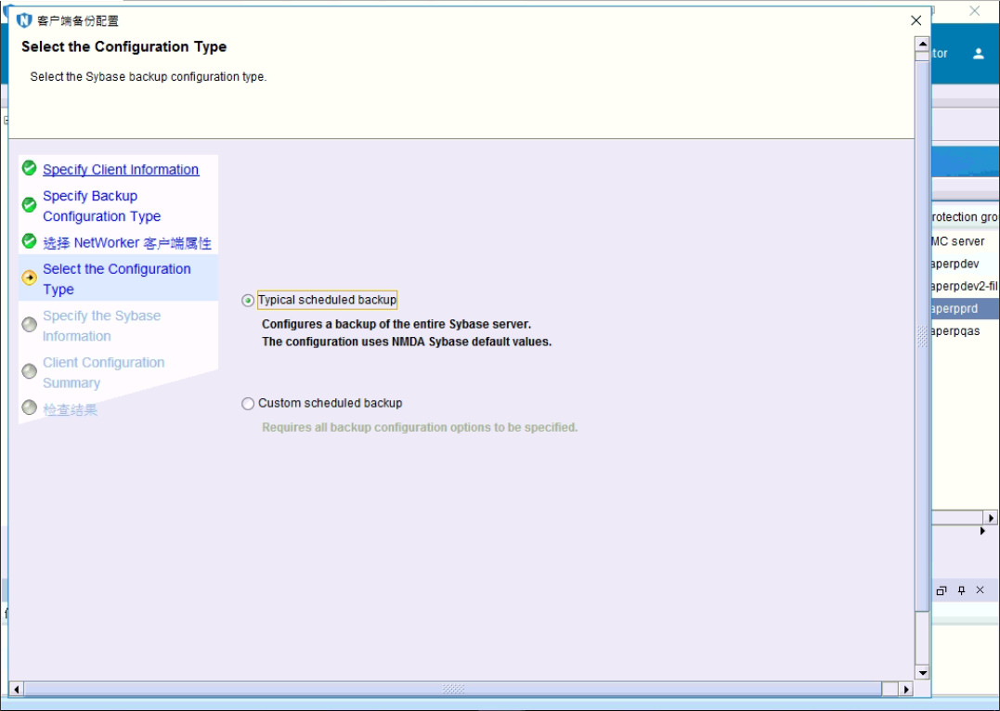 客户端备份配置
Select the Configuration Type
Select the Sybase backup configuration type.
tor
Specify Client Information
Specify Backup
Configuration Type
选择 NetWorker 客户端属性
Select the Configuration
Type
Specify the Sybase
Information
Client Configuration
Summary
检查结果
Typical scheduled backup
Configures a backup of the entire Sybase server.
The configuration uses NMDA Sybase default values.
Custom scheduled backup
Requires all backup configuration options to be specified.
rotection gro
MC server
aperpdev
aperpdev2-fil
aperpprd
aperpqas